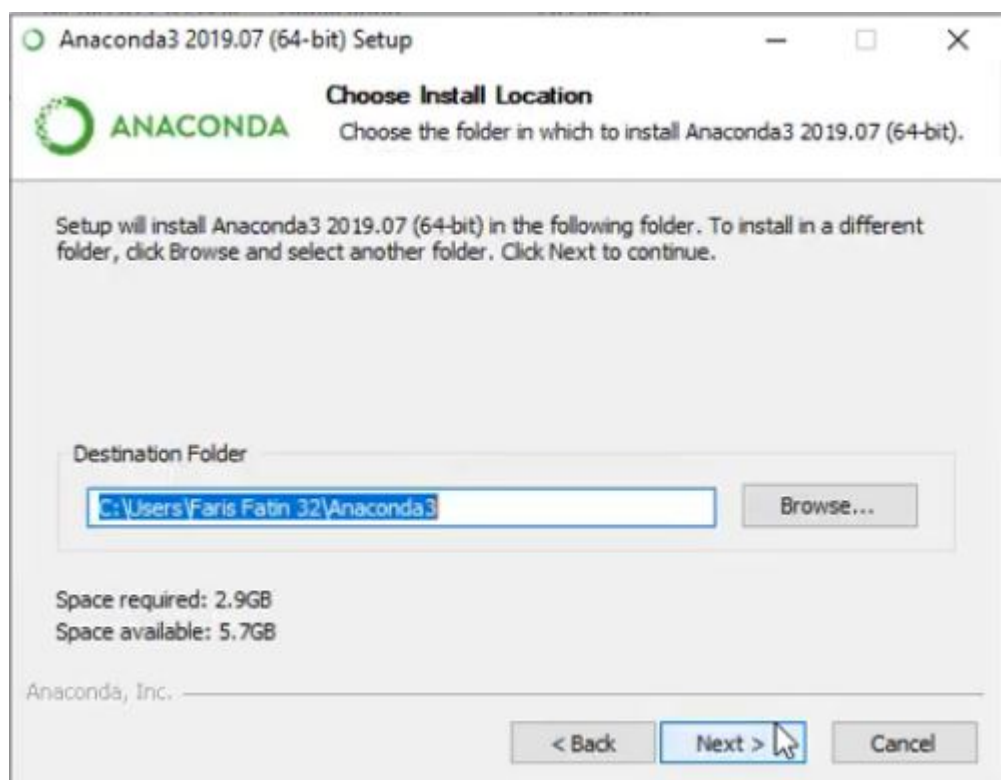 Anaconda3 2019.07 (64-bit) Setup
ANACONDA
Choose Install Location
Choose the folder in which to install Anaconda3 2019.07 (64-bit).
Setup will install Anaconda3 2019.07 (64-bit) in the following folder. To install in a different
folder, click Browse and select another folder. Click Next to continue.
Destination Folder
C:\Users\Faris Fatin 32\Anaconda3
Browse...
Space required: 2.9GB
Space available: 5.7GB
Anaconda, Inc.
< Back
Next >
Cancel